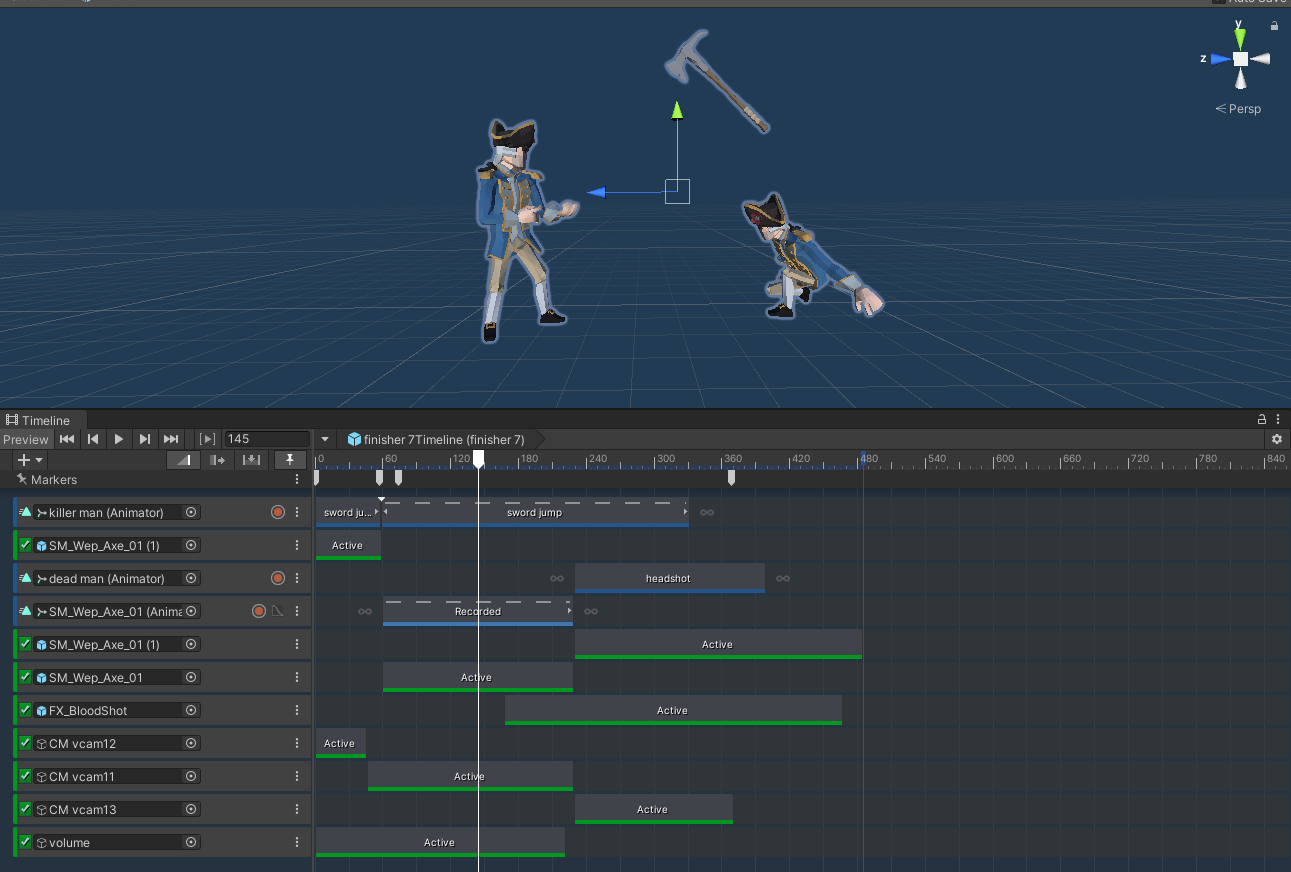 Auto Save
y
z
Persp
Timeline
Preview
145
finisher 7Timeline (finisher 7)
0 60 120 180 240 300 360 420 480 540 600 660 720 780 840
Markers
killer man (Animator)
sword ju... sword jump
SM_Wep_Axe_01 (1)
Active
dead man (Animator)
headshot
SM_Wep_Axe_01 (Anima
Recorded
SM_Wep_Axe_01 (1)
Active
SM_Wep_Axe_01
Active
FX_BloodShot
Active
CM vcam12
Active
CM vcam11
Active
CM vcam13
Active
volume
Active